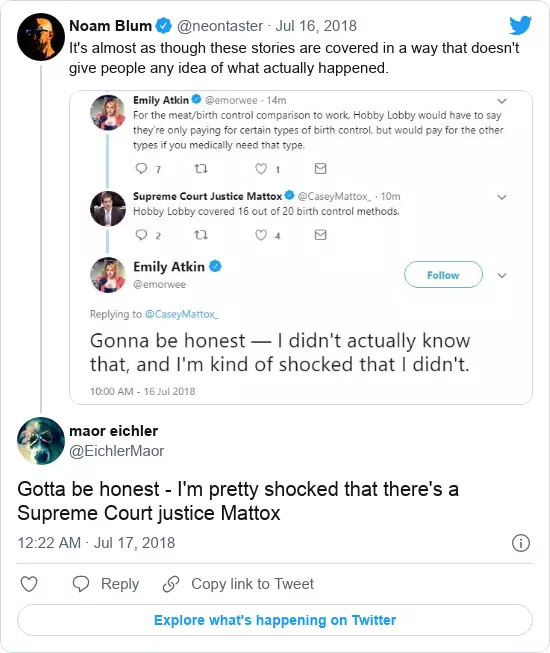 Noam Blum @neontaster · Jul 16, 2018
It's almost as though these stories are covered in a way that doesn't
give people any idea of what actually happened.
Emily Atkin @emorwee · 14m
For the meat/birth control comparison to work, Hobby Lobby would have to say
they're only paying for certain types of birth control, but would pay for the other
types if you medically need that type.
7 1
Supreme Court Justice Mattox @CaseyMattox_ · 10m
Hobby Lobby covered 16 out of 20 birth control methods.
2 4
Emily Atkin
@emorwee
Follow
Replying to @CaseyMattox_
Gonna be honest — I didn't actually know
that, and I'm kind of shocked that I didn't.
10:00 AM - 16 Jul 2018
maor eichler
@EichlerMaor
Gotta be honest - I'm pretty shocked that there's a
Supreme Court justice Mattox
12:22 AM · Jul 17, 2018
Reply Copy link to Tweet
Explore what's happening on Twitter